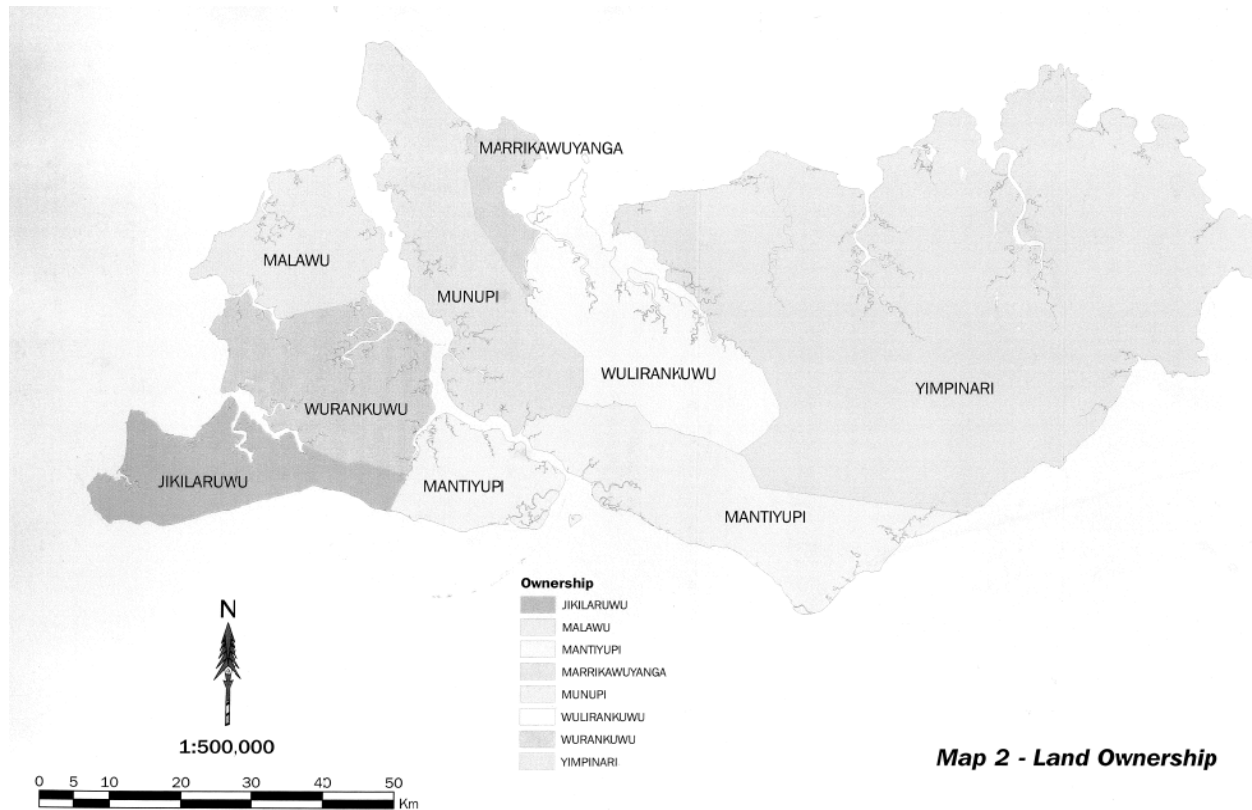 MARRIKAWUYANGA
MALAWU
MUNUPI
WULIRANKUWU
YIMPINARI
WURANKUWU
JIKILARUWU
MANTIYUPI
MANTIYUPI
Ownership
JIKILARUWU
MALAWU
MANTIYUPI
MARRIKAWUYANGA
MUNUPI
WULIRANKUWU
WURANKUWU
YIMPINARI
N
1:500,000
0 5 10 20 30 40 50
Km
Map 2 - Land Ownership